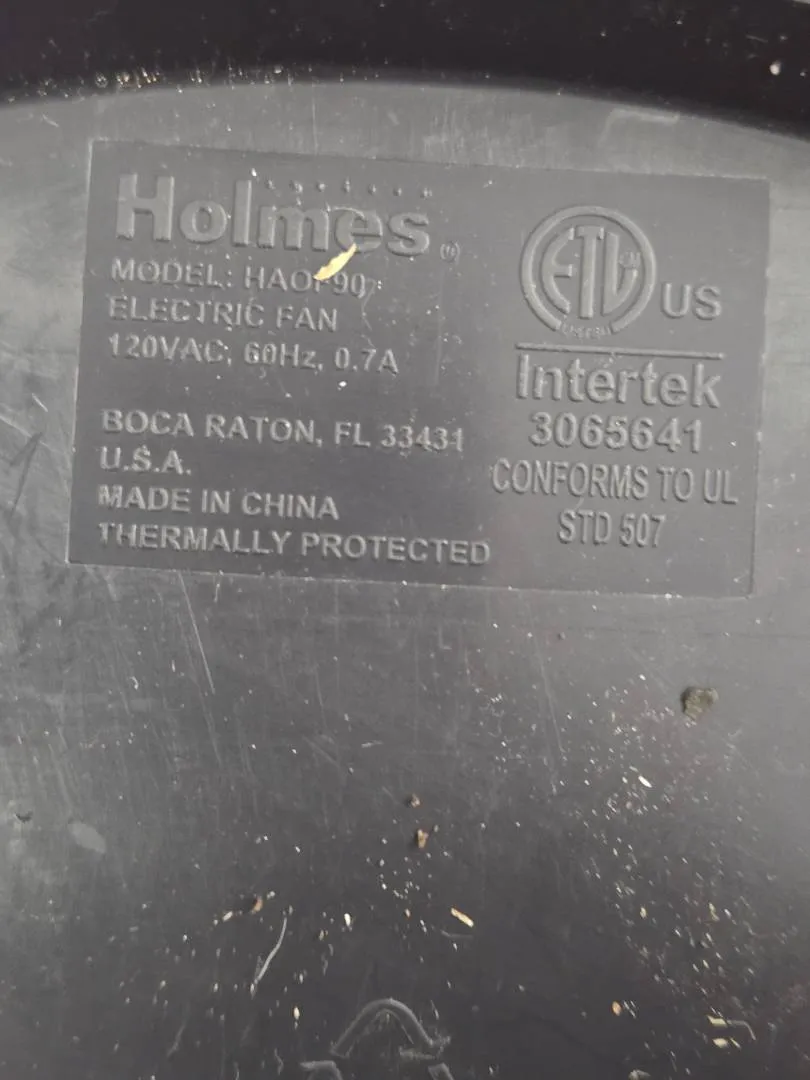 Holmes®
MODEL:
ELECTRIC FAN
120VAC, 60Hz, 0.7A
BOCA RATON, FL 33431
U.S.A.
MADE IN CHINA
THERMALLY PROTECTED
ETL US
Intertek
3065641
CONFORMS TO UL
STD 507